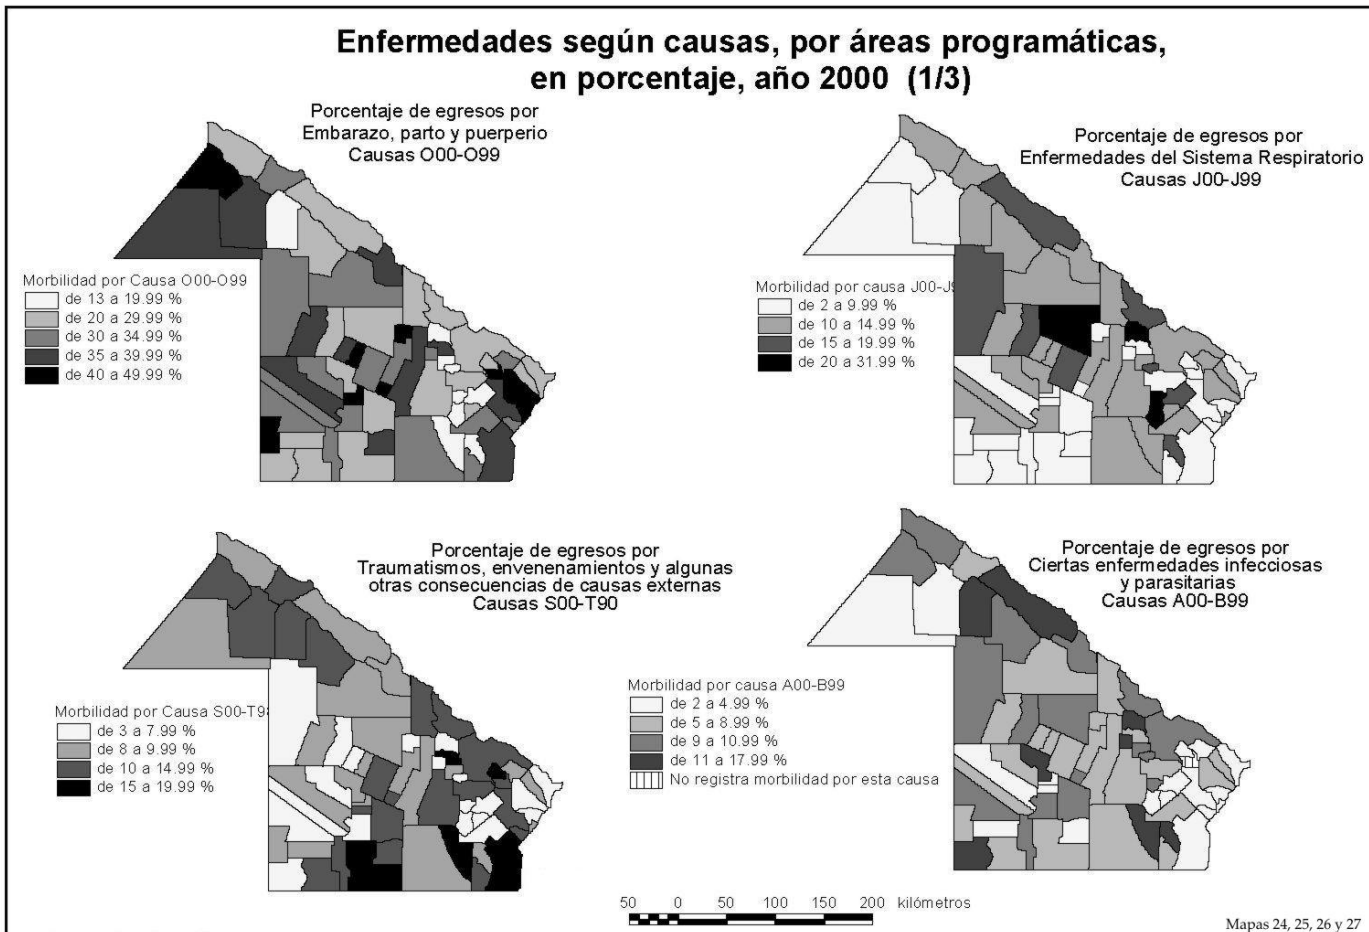 Enfermedades según causas, por áreas programáticas,
en porcentaje, año 2000 (1/3)
Porcentaje de egresos por
Embarazo, parto y puerperio
Causas O00-O99
Morbilidad por Causa O00-O99
de 13 a 19.99 %
de 20 a 29.99 %
de 30 a 34.99 %
de 35 a 39.99 %
de 40 a 49.99 %
Porcentaje de egresos por
Enfermedades del Sistema Respiratorio
Causas J00-J99
Morbilidad por causa J00-J9
de 2 a 9.99 %
de 10 a 14.99 %
de 15 a 19.99 %
de 20 a 31.99 %
Porcentaje de egresos por
Traumatismos, envenenamientos y algunas
otras consecuencias de causas externas
Causas S00-T90
Morbilidad por Causa S00-T98
de 3 a 7.99 %
de 8 a 9.99 %
de 10 a 14.99 %
de 15 a 19.99 %
Porcentaje de egresos por
Ciertas enfermedades infecciosas
y parasitarias
Causas A00-B99
Morbilidad por causa A00-B99
de 2 a 4.99 %
de 5 a 8.99 %
de 9 a 10.99 %
de 11 a 17.99 %
No registra morbilidad por esta causa
50 0 50 100 150 200 kilómetros
Mapas 24, 25, 26 y 27